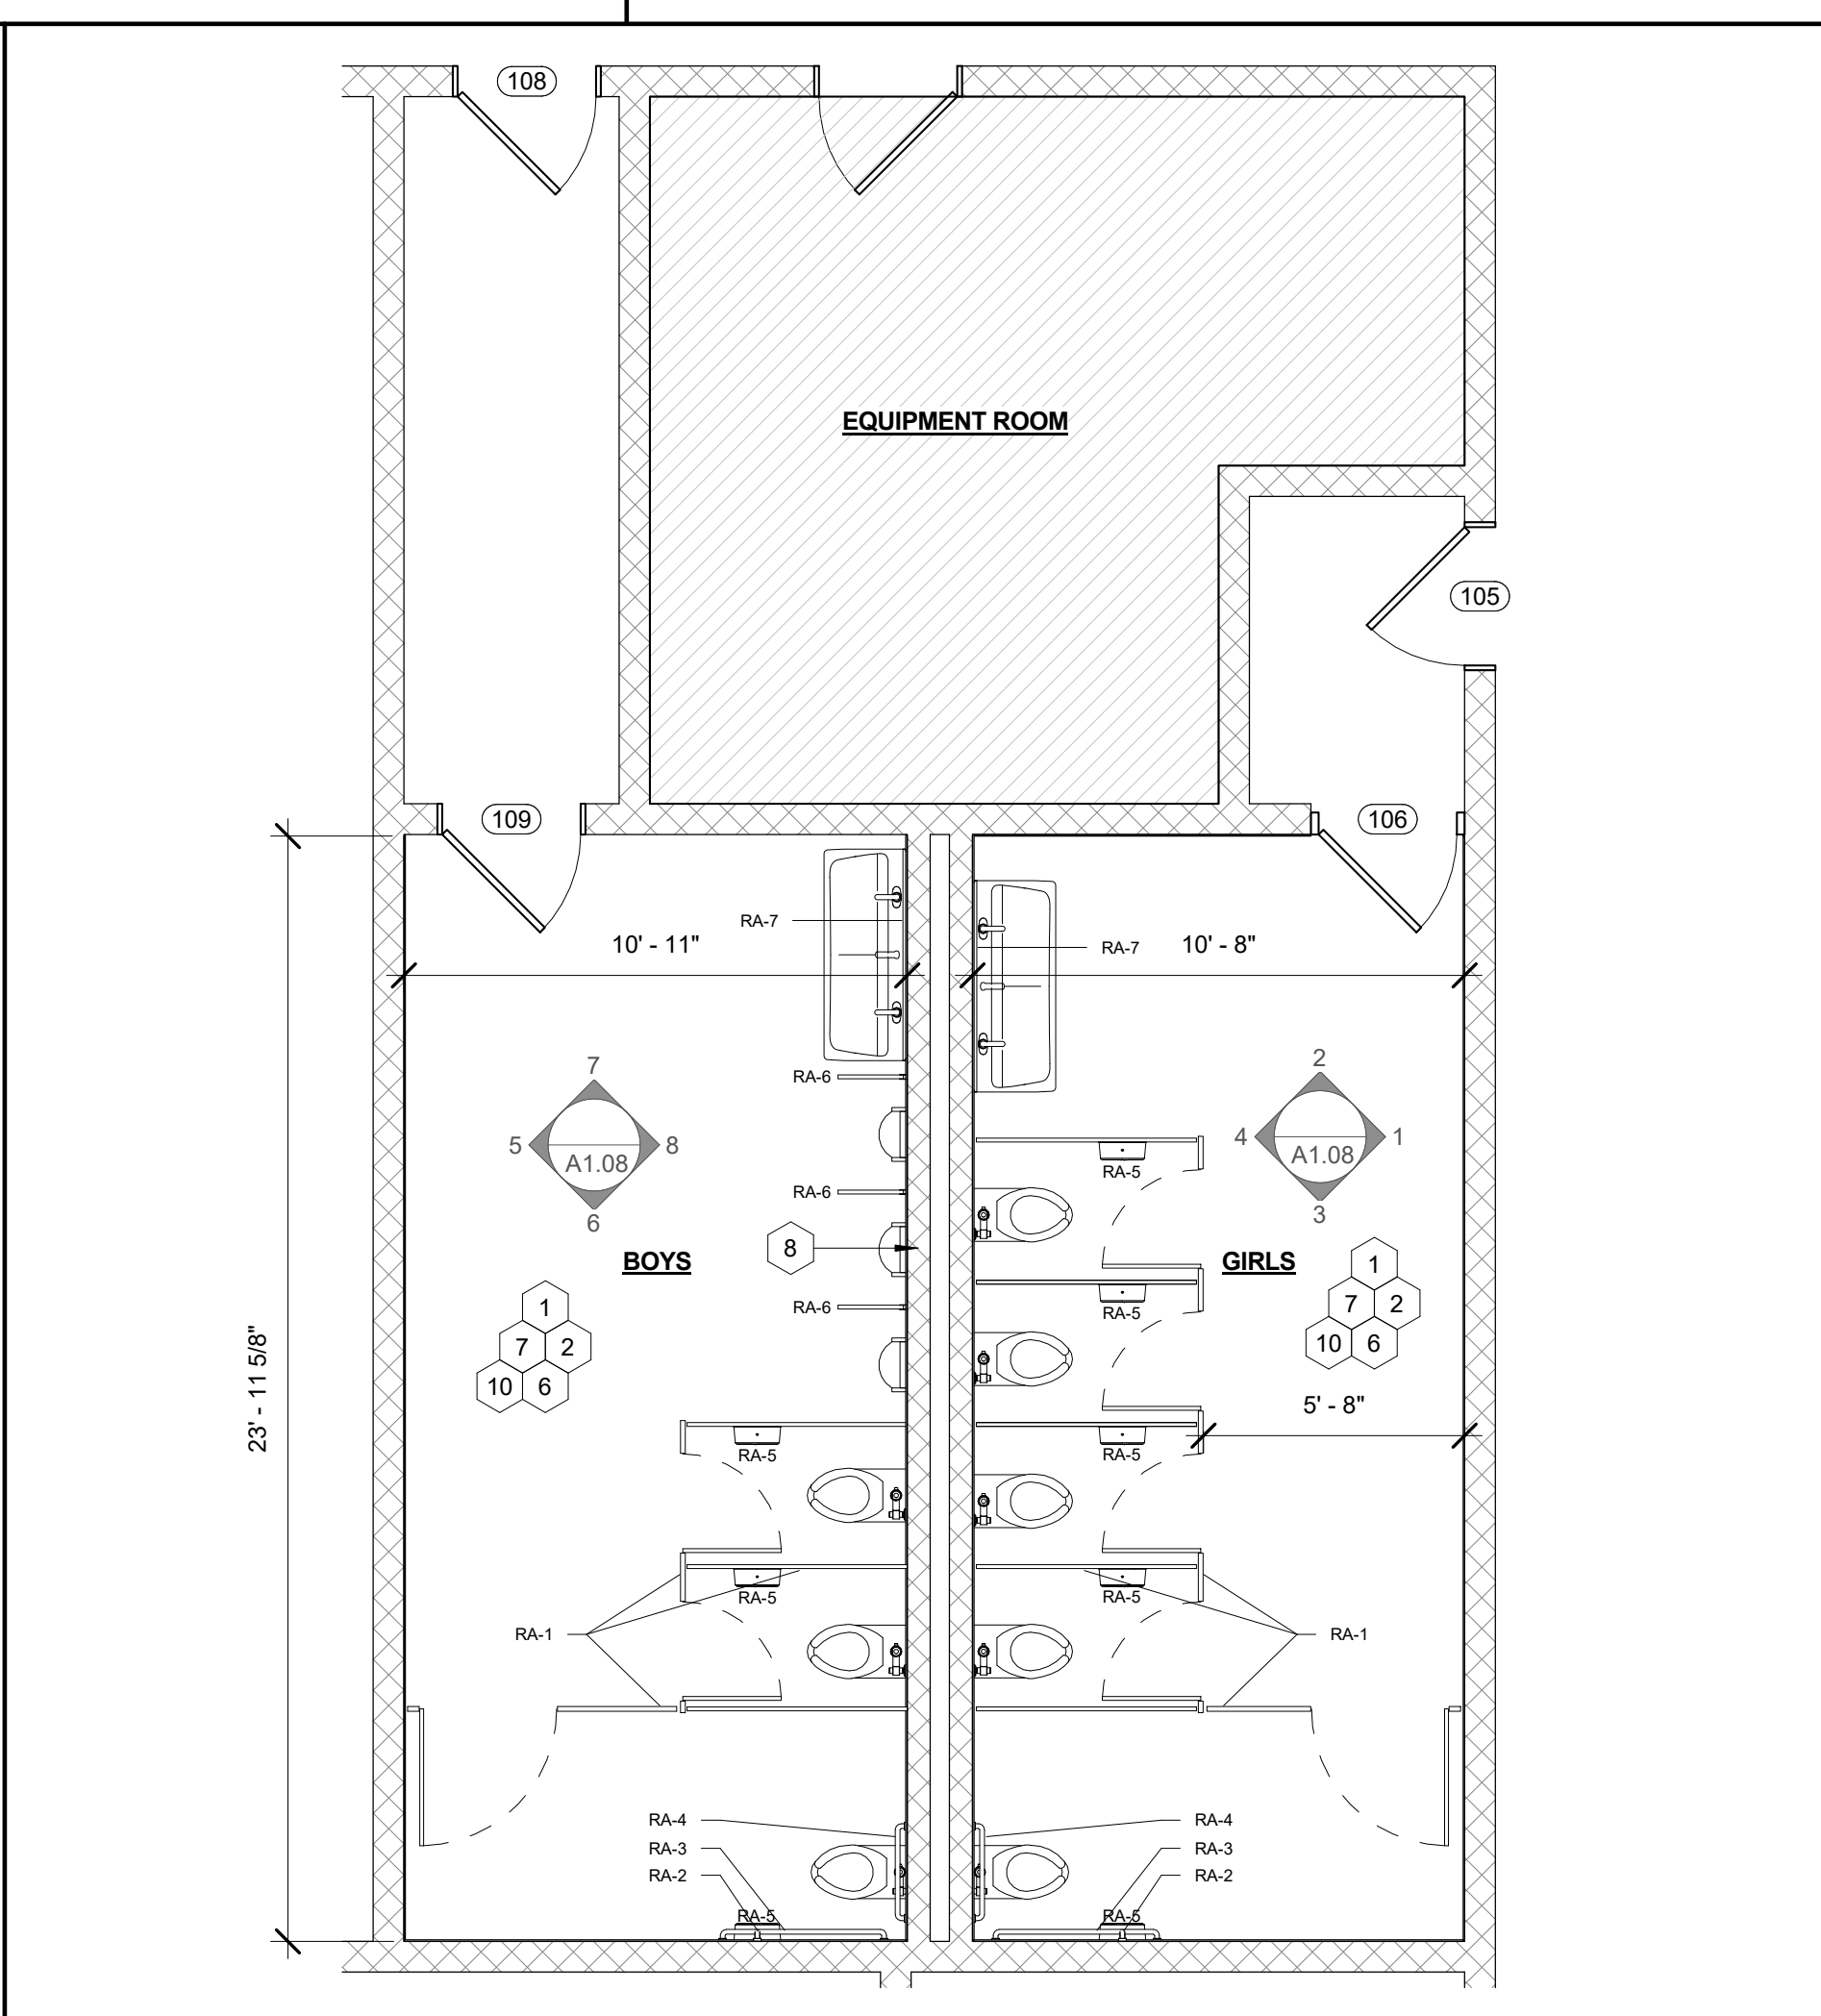 108
EQUIPMENT ROOM
105
109
106
RA-7
10' - 11"
RA-7
10' - 8"
7
5
8
A1.08
6
2
4
1
A1.08
3
RA-6
RA-6
RA-6
8
RA-5
RA-5
RA-5
RA-5
BOYS
GIRLS
1
7
2
10
6
1
7
2
10
6
5' - 8"
23' - 11 5/8"
RA-5
RA-5
RA-1
RA-1
RA-4
RA-3
RA-2
RA-5
RA-4
RA-3
RA-2
RA-5